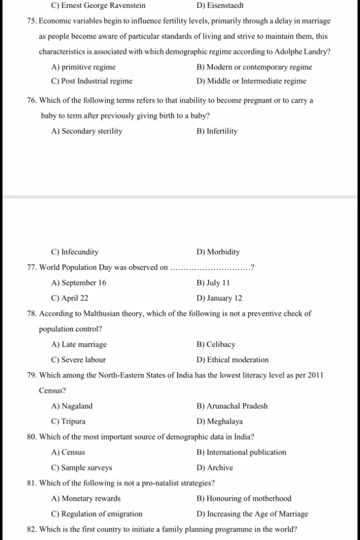 C) Ernest George Ravenstein D) Eisenstaedt
75. Economic variables begin to influence fertility levels, primarily through a delay in marriage
as people become aware of particular standards of living and strive to maintain them, this
characteristics is associated with which demographic regime according to Adolphe Landry?
A) primitive regime B) Modern or contemporary regime
C) Post Industrial regime D) Middle or Intermediate regime
76. Which of the following terms refers to that inability to become pregnant or to carry a
baby to term after previously giving birth to a baby?
A) Secondary sterility B) Infertility
C) Infecundity D) Morbidity
77. World Population Day was observed on …………………………?
A) September 16 B) July 11
C) April 22 D) January 12
78. According to Malthusian theory, which of the following is not a preventive check of
population control?
A) Late marriage B) Celibacy
C) Severe labour D) Ethical moderation
79. Which among the North-Eastern States of India has the lowest literacy level as per 2011
Census?
A) Nagaland B) Arunachal Pradesh
C) Tripura D) Meghalaya
80. Which of the most important source of demographic data in India?
A) Census B) International publication
C) Sample surveys D) Archive
81. Which of the following is not a pro-natalist strategies?
A) Monetary rewards B) Honouring of motherhood
C) Regulation of emigration D) Increasing the Age of Marriage
82. Which is the first country to initiate a family planning programme in the world?